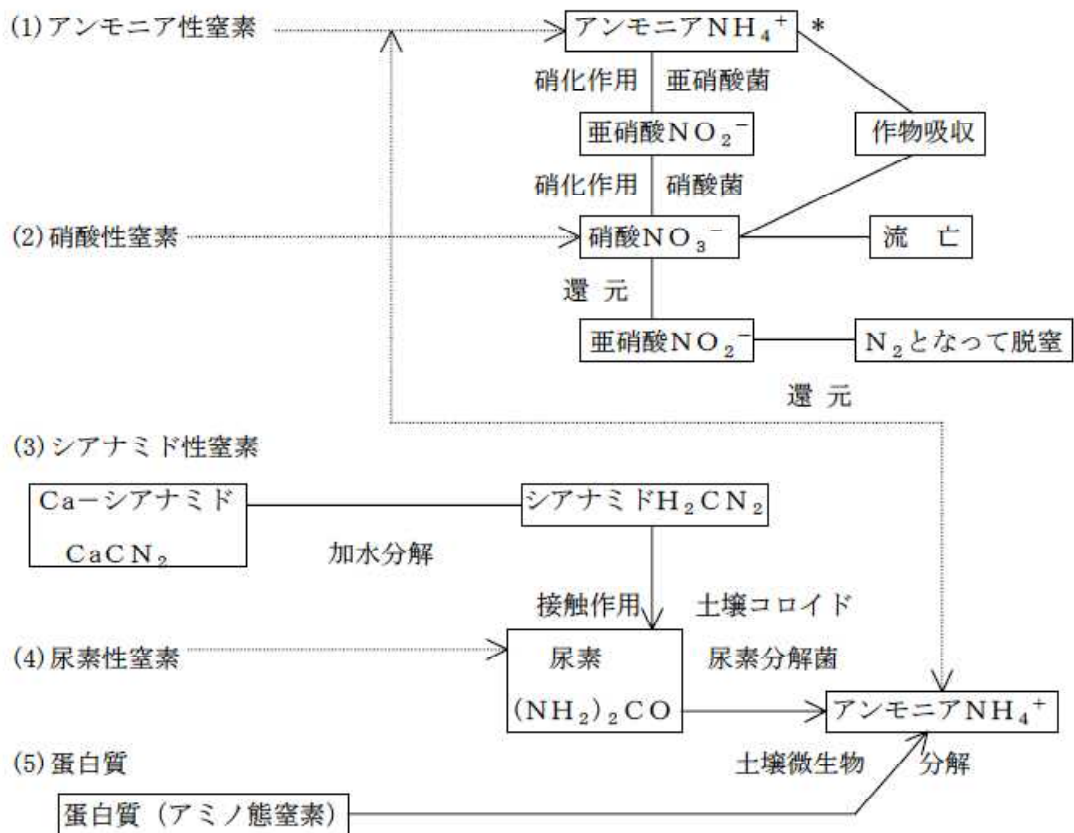 (1)アンモニア性窒素
アンモニアNH₄⁺ *
硝化作用 亜硝酸菌
亜硝酸NO₂⁻
作物吸収
硝化作用 硝酸菌
(2)硝酸性窒素
硝酸NO₃⁻
流 亡
還 元
亜硝酸NO₂⁻
N₂となって脱窒
還 元
(3)シアナミド性窒素
Ca－シアナミド
CaCN₂
シアナミドH₂CN₂
加水分解
接触作用 土壌コロイド
(4)尿素性窒素
尿素
(NH₂)₂CO
尿素分解菌
アンモニアNH₄⁺
(5)蛋白質
土壌微生物 分解
蛋白質（アミノ態窒素）